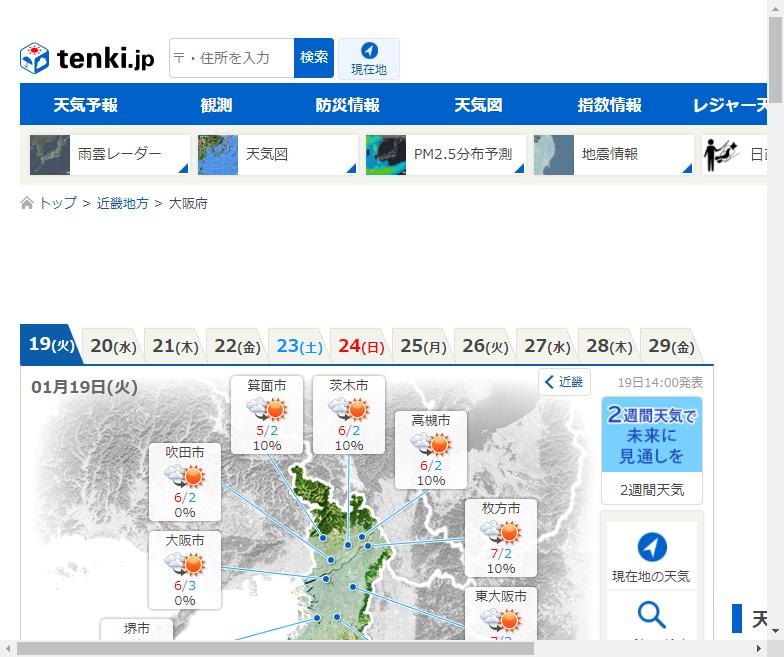 tenki.jp
〒・住所を入力
検索
現在地
天気予報 観測 防災情報 天気図 指数情報 レジャー天
雨雲レーダー 天気図 PM2.5分布予測 地震情報
トップ > 近畿地方 > 大阪府
19(火) 20(水) 21(木) 22(金) 23(土) 24(日) 25(月) 26(火) 27(水) 28(木) 29(金)
01月19日(火)
近畿
19日14:00発表
箕面市
5/2
10%
茨木市
6/2
10%
高槻市
6/2
10%
吹田市
6/2
0%
枚方市
7/2
10%
大阪市
6/3
0%
東大阪市
堺市
2週間天気で
未来に
見通しを
2週間天気
現在地の天気
天